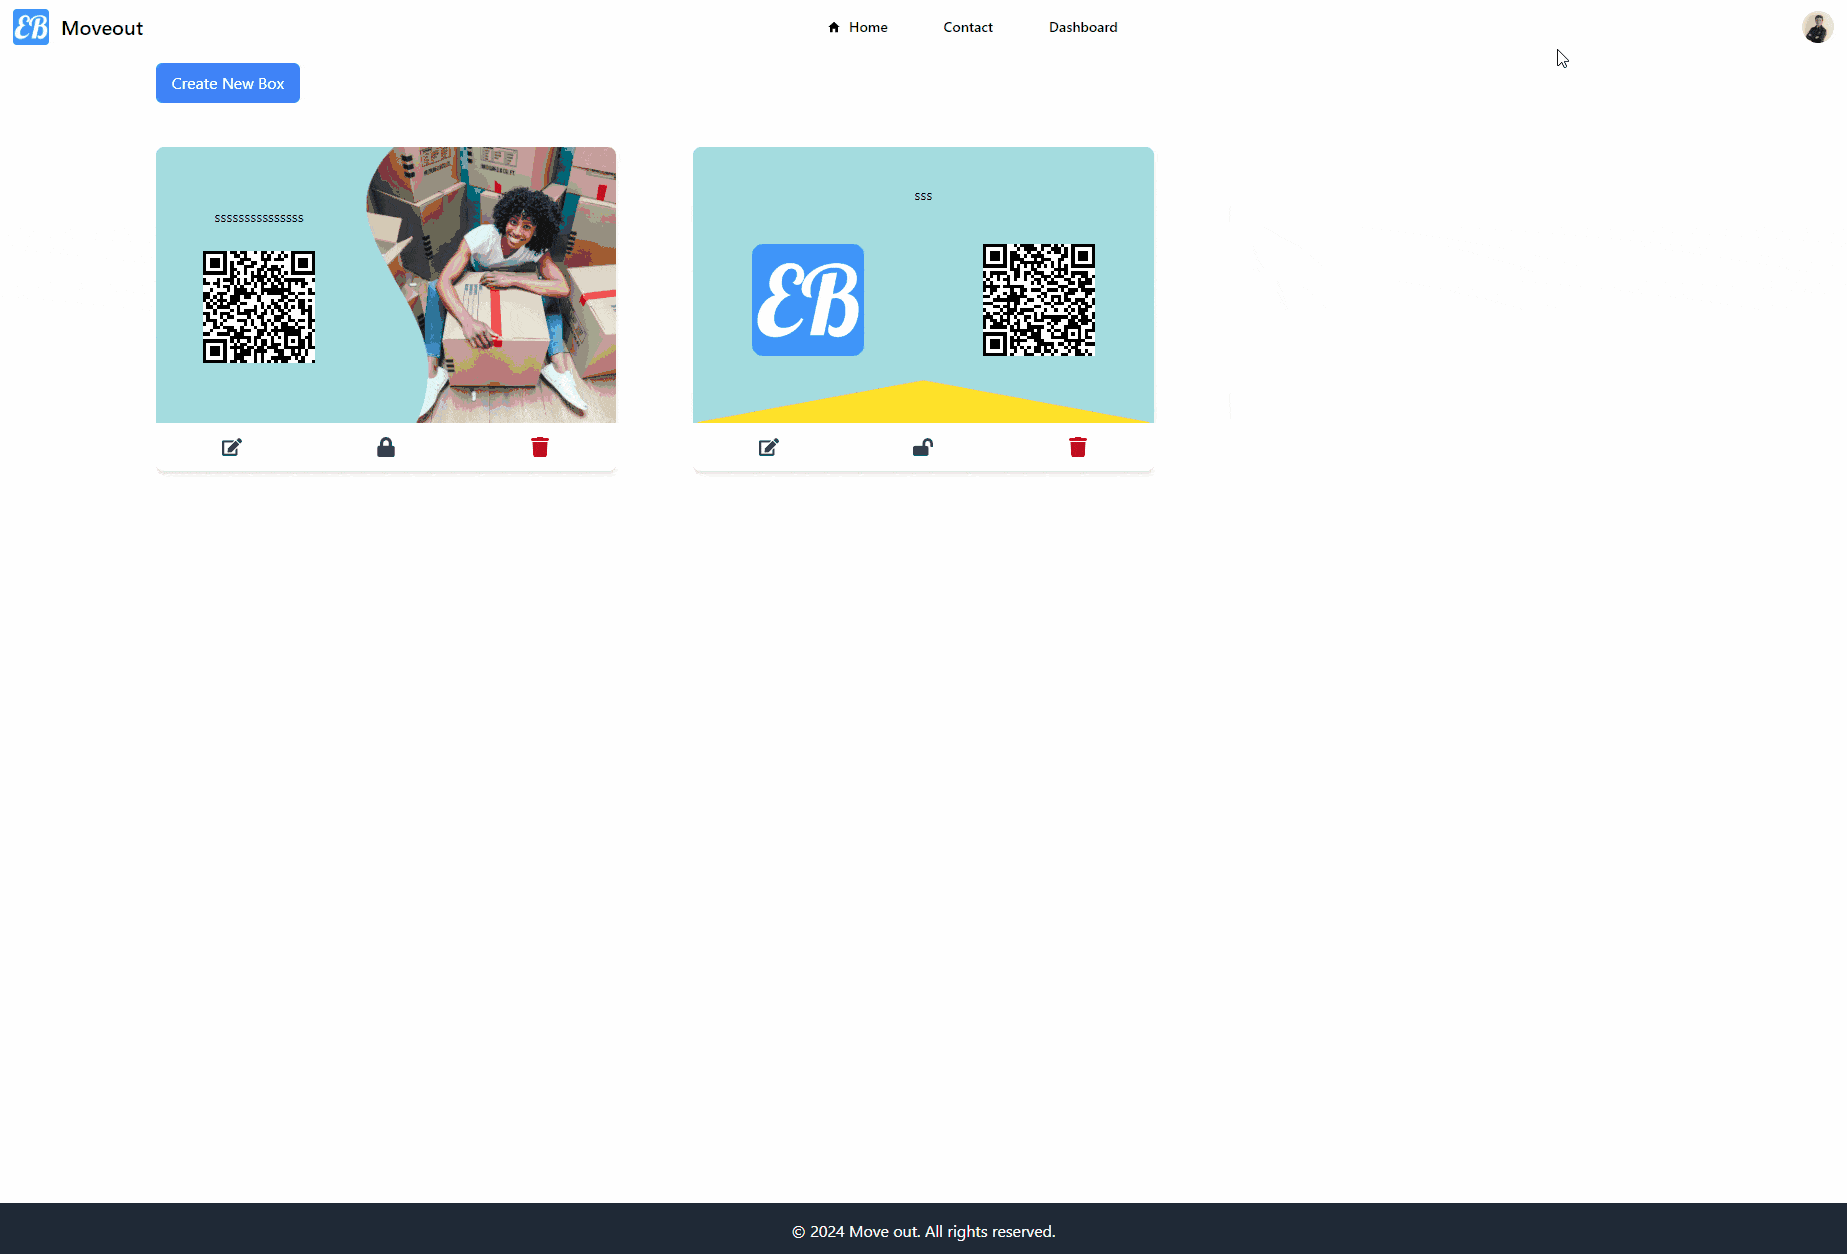 EB Moveout
Home
Contact
Dashboard
Create New Box
sssssssssssssss
sss
EB
© 2024 Move out. All rights reserved.